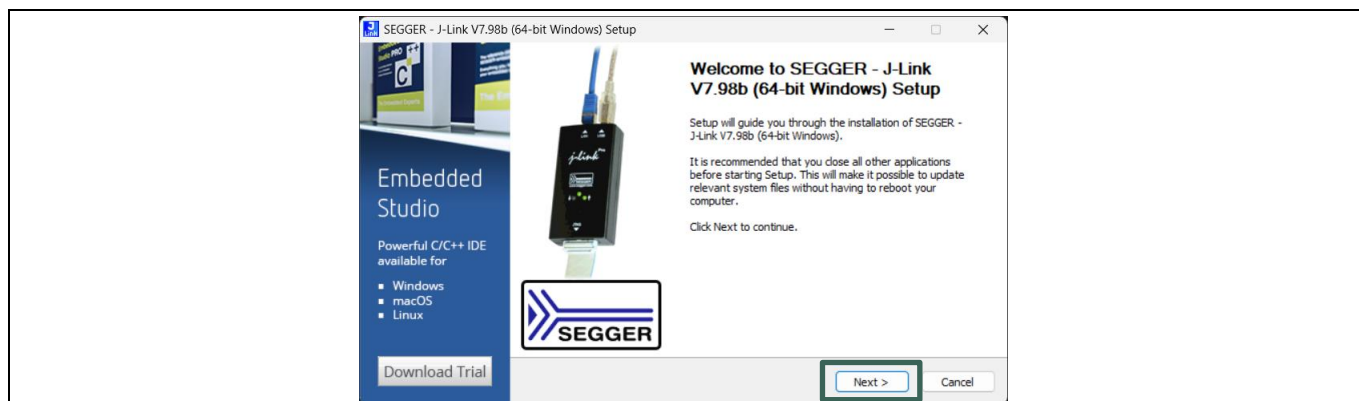 SEGGER - J-Link V7.98b (64-bit Windows) Setup
Embedded
Studio
Powerful C/C++ IDE
available for
Windows
macOS
Linux
Download Trial
j-link
SEGGER
Welcome to SEGGER - J-Link
V7.98b (64-bit Windows) Setup
Setup will guide you through the installation of SEGGER -
J-Link V7.98b (64-bit Windows).
It is recommended that you close all other applications
before starting Setup. This will make it possible to update
relevant system files without having to reboot your
computer.
Click Next to continue.
Next >
Cancel